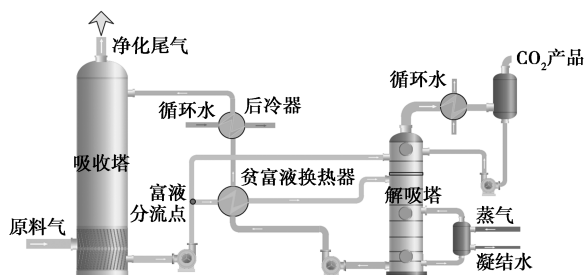 净化尾气
CO2产品
循环水
循环水
后冷器
吸收塔
贫富液换热器
富液
分流点
解吸塔
原料气
蒸气
凝结水